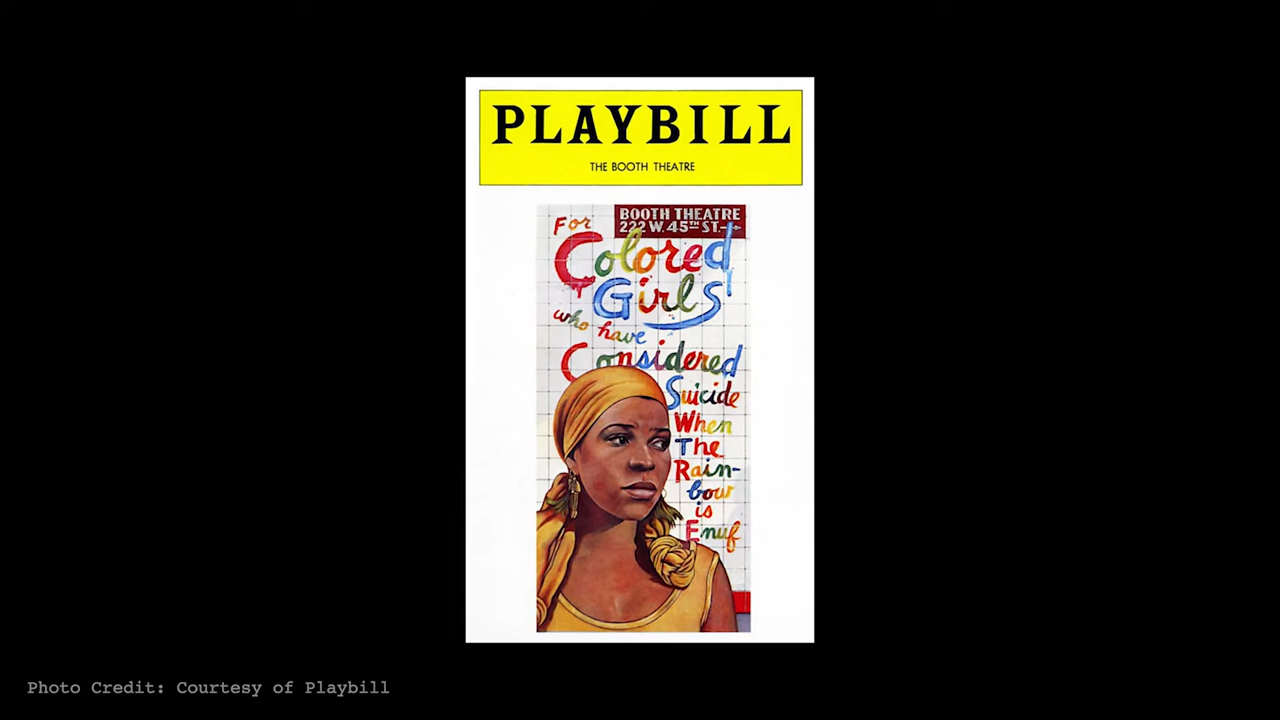 PLAYBILL
THE BOOTH THEATRE
BOOTH THEATRE
222 W. 45TH ST.
For
Colored
Girls
who have
Considered
Suicide
When
The
Rain-
bow
is
Enuf
Photo Credit: Courtesy of Playbill